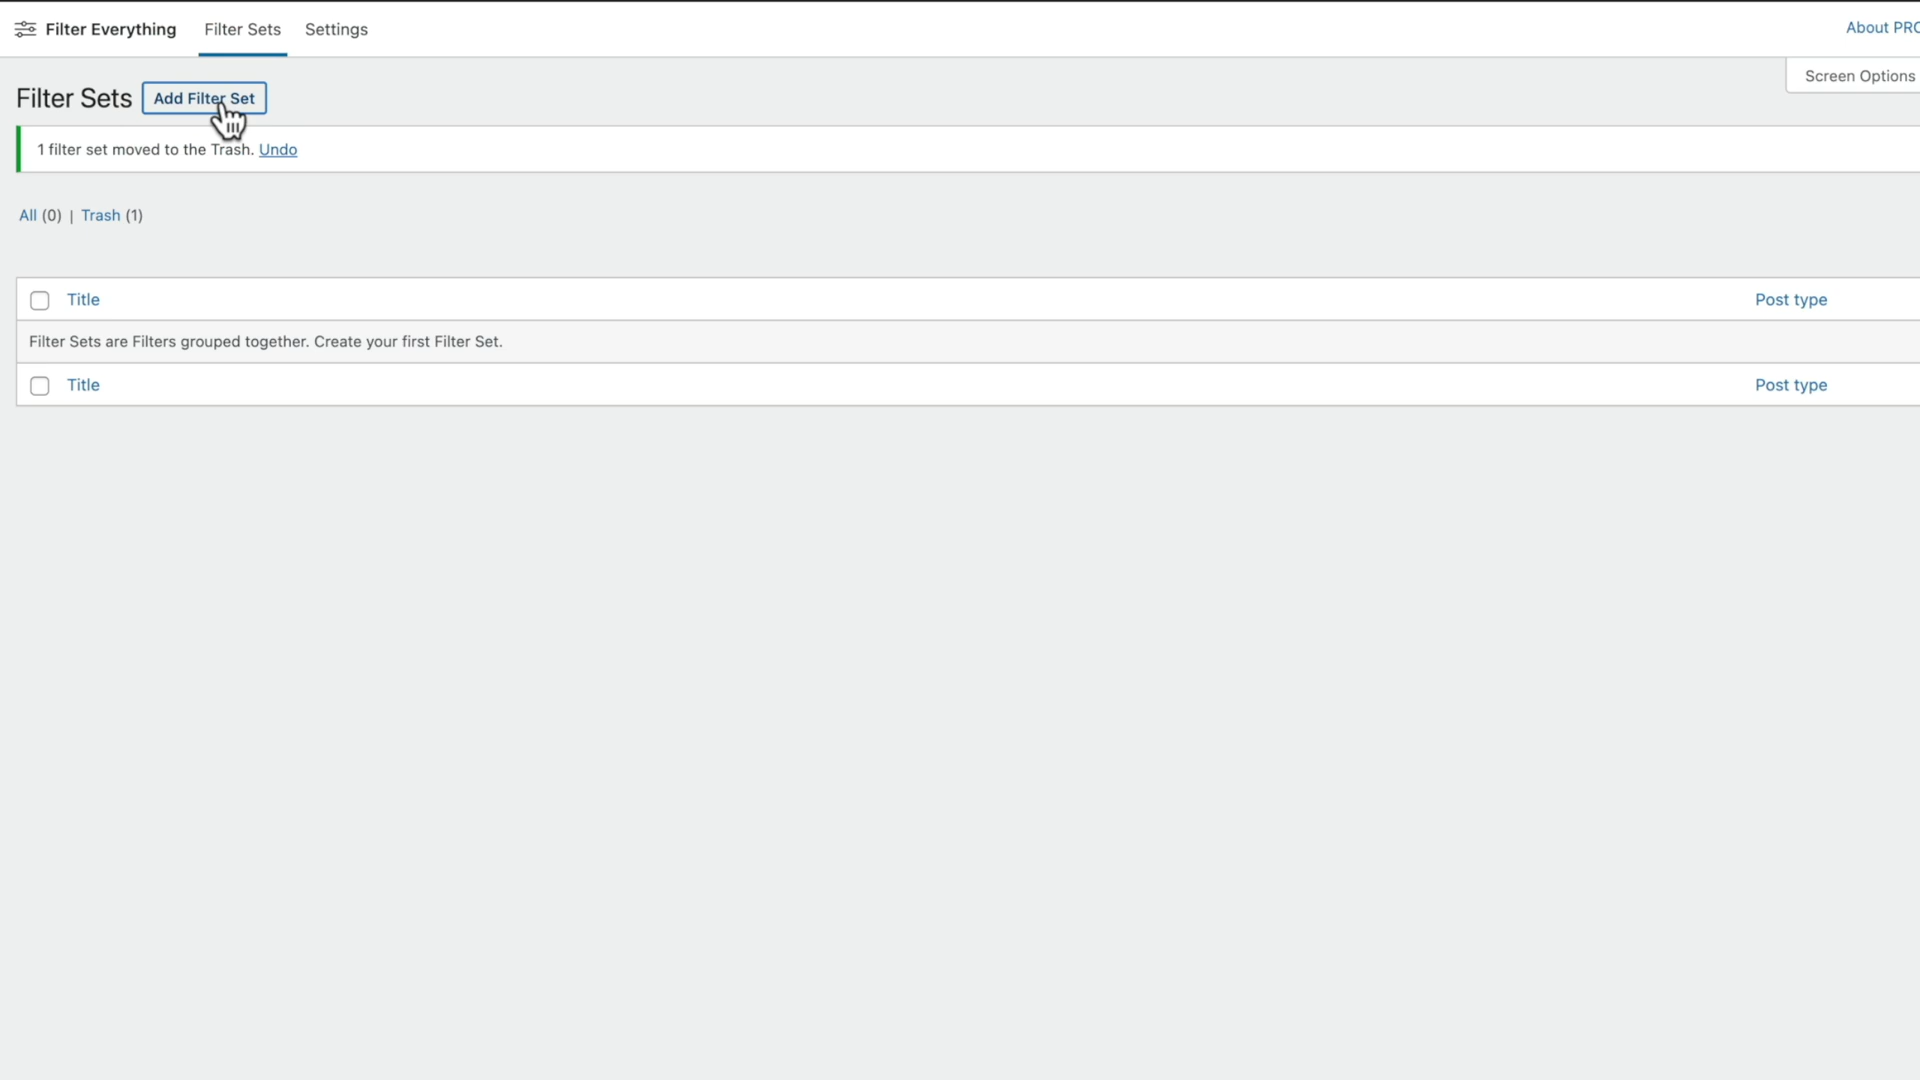 Filter Everything Filter Sets Settings About PRO
Screen Options
Filter Sets Add Filter Set
1 filter set moved to the Trash. Undo
All (0) | Trash (1)
Title Post type
Filter Sets are Filters grouped together. Create your first Filter Set.
Title Post type